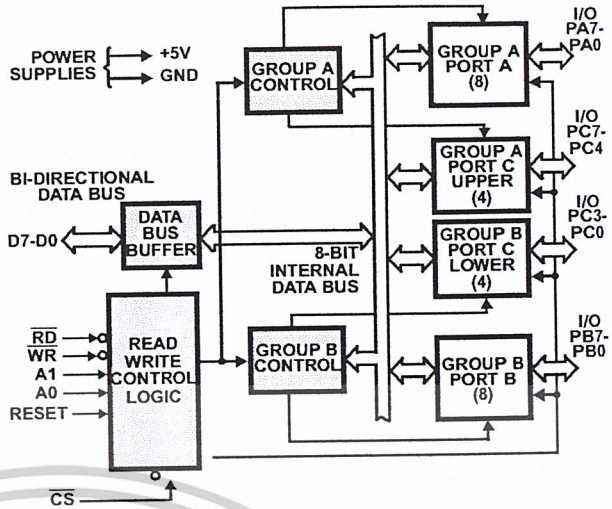 POWER
SUPPLIES
+5V
GND
GROUP A
CONTROL
GROUP A
PORT A
(8)
I/O
PA7-
PA0
GROUP A
PORT C
UPPER
(4)
I/O
PC7-
PC4
BI-DIRECTIONAL
DATA BUS
D7-D0
DATA
BUS
BUFFER
8-BIT
INTERNAL
DATA BUS
GROUP B
PORT C
LOWER
(4)
I/O
PC3-
PC0
RD
WR
A1
A0
RESET
READ
WRITE
CONTROL
LOGIC
GROUP B
CONTROL
GROUP B
PORT B
(8)
I/O
PB7-
PB0
CS